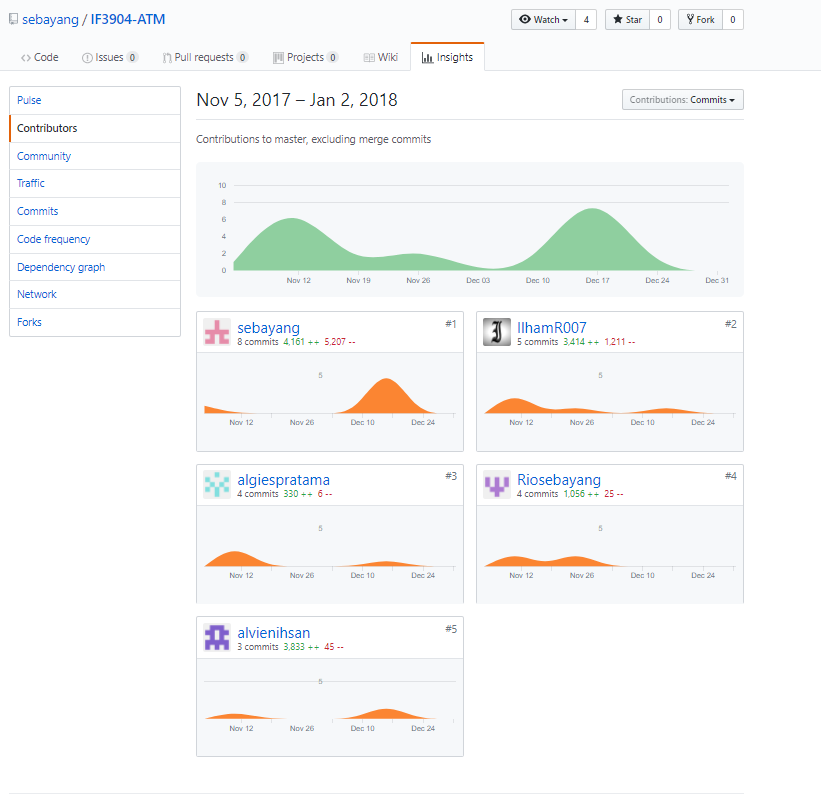 sebayang / IF3904-ATM
Watch 4 Star 0 Fork 0
Code Issues 0 Pull requests 0 Projects 0 Wiki Insights
Pulse
Contributors
Community
Traffic
Commits
Code frequency
Dependency graph
Network
Forks
Nov 5, 2017 – Jan 2, 2018
Contributions: Commits
Contributions to master, excluding merge commits
10
8
6
4
2
0
Nov 12 Nov 19 Nov 26 Dec 03 Dec 10 Dec 17 Dec 24 Dec 31
sebayang #1
8 commits 4,161 ++ 5,207 --
5
Nov 12 Nov 26 Dec 10 Dec 24
IlhamR007 #2
5 commits 3,414 ++ 1,211 --
5
Nov 12 Nov 26 Dec 10 Dec 24
algiespratama #3
4 commits 330 ++ 6 --
5
Nov 12 Nov 26 Dec 10 Dec 24
Riosebayang #4
4 commits 1,056 ++ 25 --
5
Nov 12 Nov 26 Dec 10 Dec 24
alvienihsan #5
3 commits 3,833 ++ 45 --
5
Nov 12 Nov 26 Dec 10 Dec 24